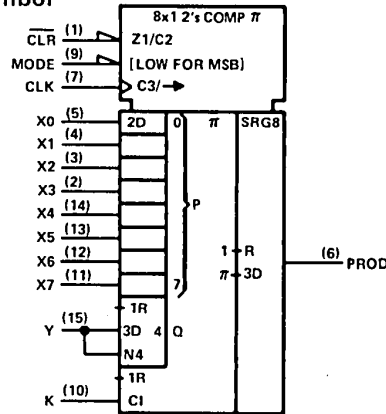 8x1 2's COMP π
CLR (1) Z1/C2
MODE (9) [LOW FOR MSB]
CLK (7) C3/→
X0 (5) 2D 0 π SRG8
X1 (4)
X2 (3)
X3 (2)
P
X4 (14)
X5 (13)
X6 (12) 1 R
(6) PROD
X7 (11) 7 π 3D
1R
Y (15) 3D 4 Q
N4
1R
K (10) CI